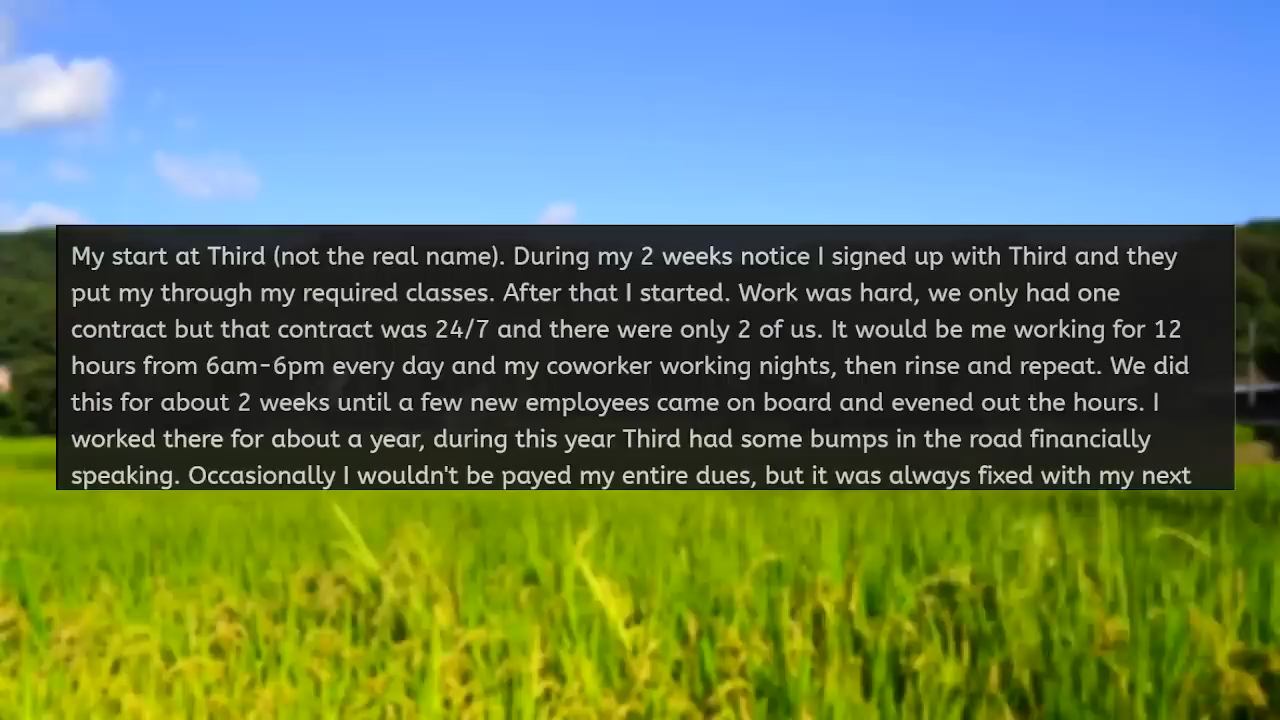 My start at Third (not the real name). During my 2 weeks notice I signed up with Third and they
put my through my required classes. After that I started. Work was hard, we only had one
contract but that contract was 24/7 and there were only 2 of us. It would be me working for 12
hours from 6am-6pm every day and my coworker working nights, then rinse and repeat. We did
this for about 2 weeks until a few new employees came on board and evened out the hours. I
worked there for about a year, during this year Third had some bumps in the road financially
speaking. Occasionally I wouldn't be payed my entire dues, but it was always fixed with my next